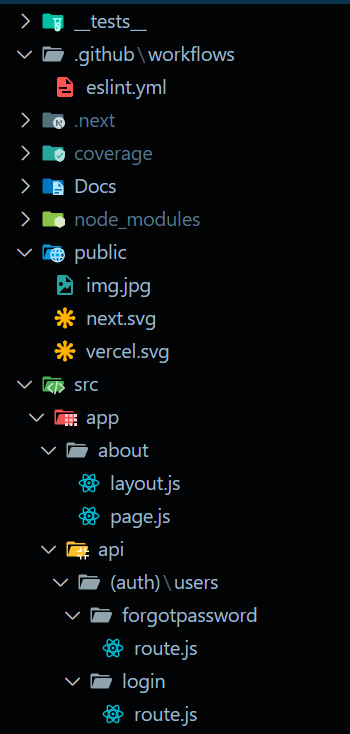 __tests__
.github\workflows
eslint.yml
.next
coverage
Docs
node_modules
public
img.jpg
next.svg
vercel.svg
src
app
about
layout.js
page.js
api
(auth)\users
forgotpassword
route.js
login
route.js